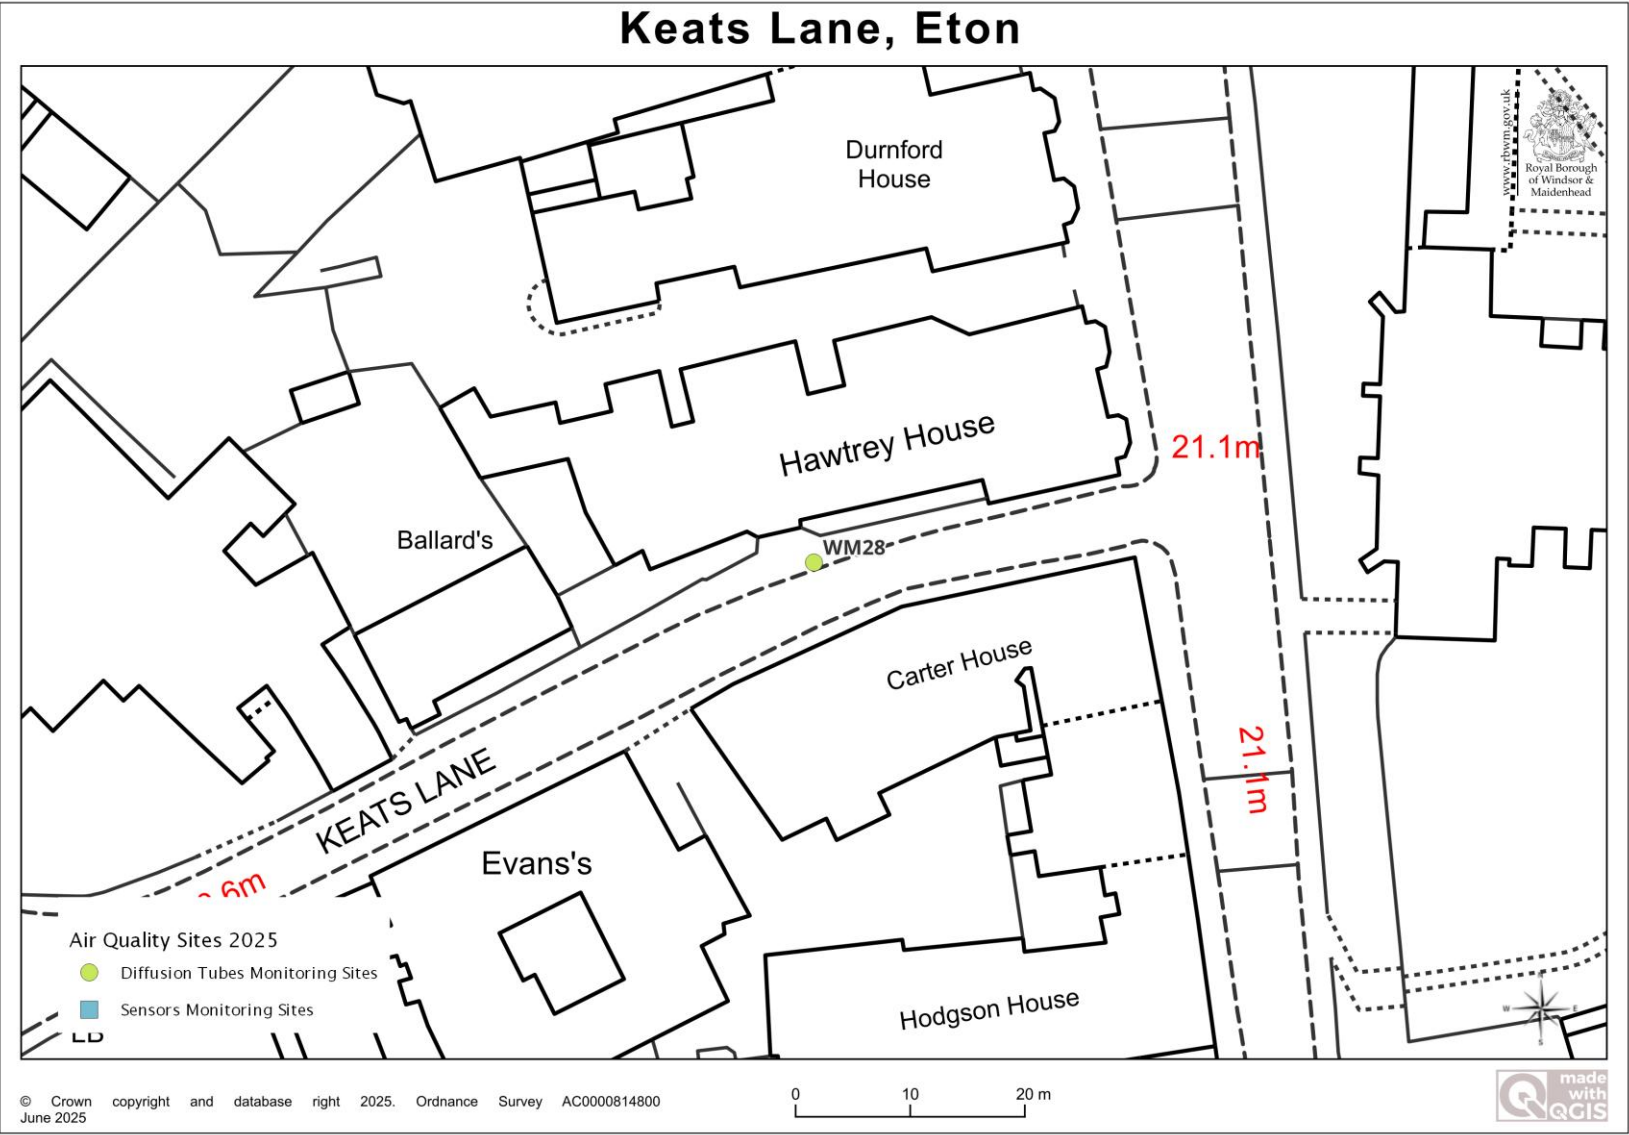 Keats Lane, Eton
www.rbwm.gov.uk
Royal Borough
of Windsor &
Maidenhead
Durnford
House
Hawtrey House
21.1m
Ballard's
WM28
Carter House
21.1m
KEATS LANE
Evans's
Air Quality Sites 2025
Diffusion Tubes Monitoring Sites
Sensors Monitoring Sites
Hodgson House
W
E
S
© Crown copyright and database right 2025. Ordnance Survey AC0000814800
June 2025
0 10 20 m
made
with
QGIS